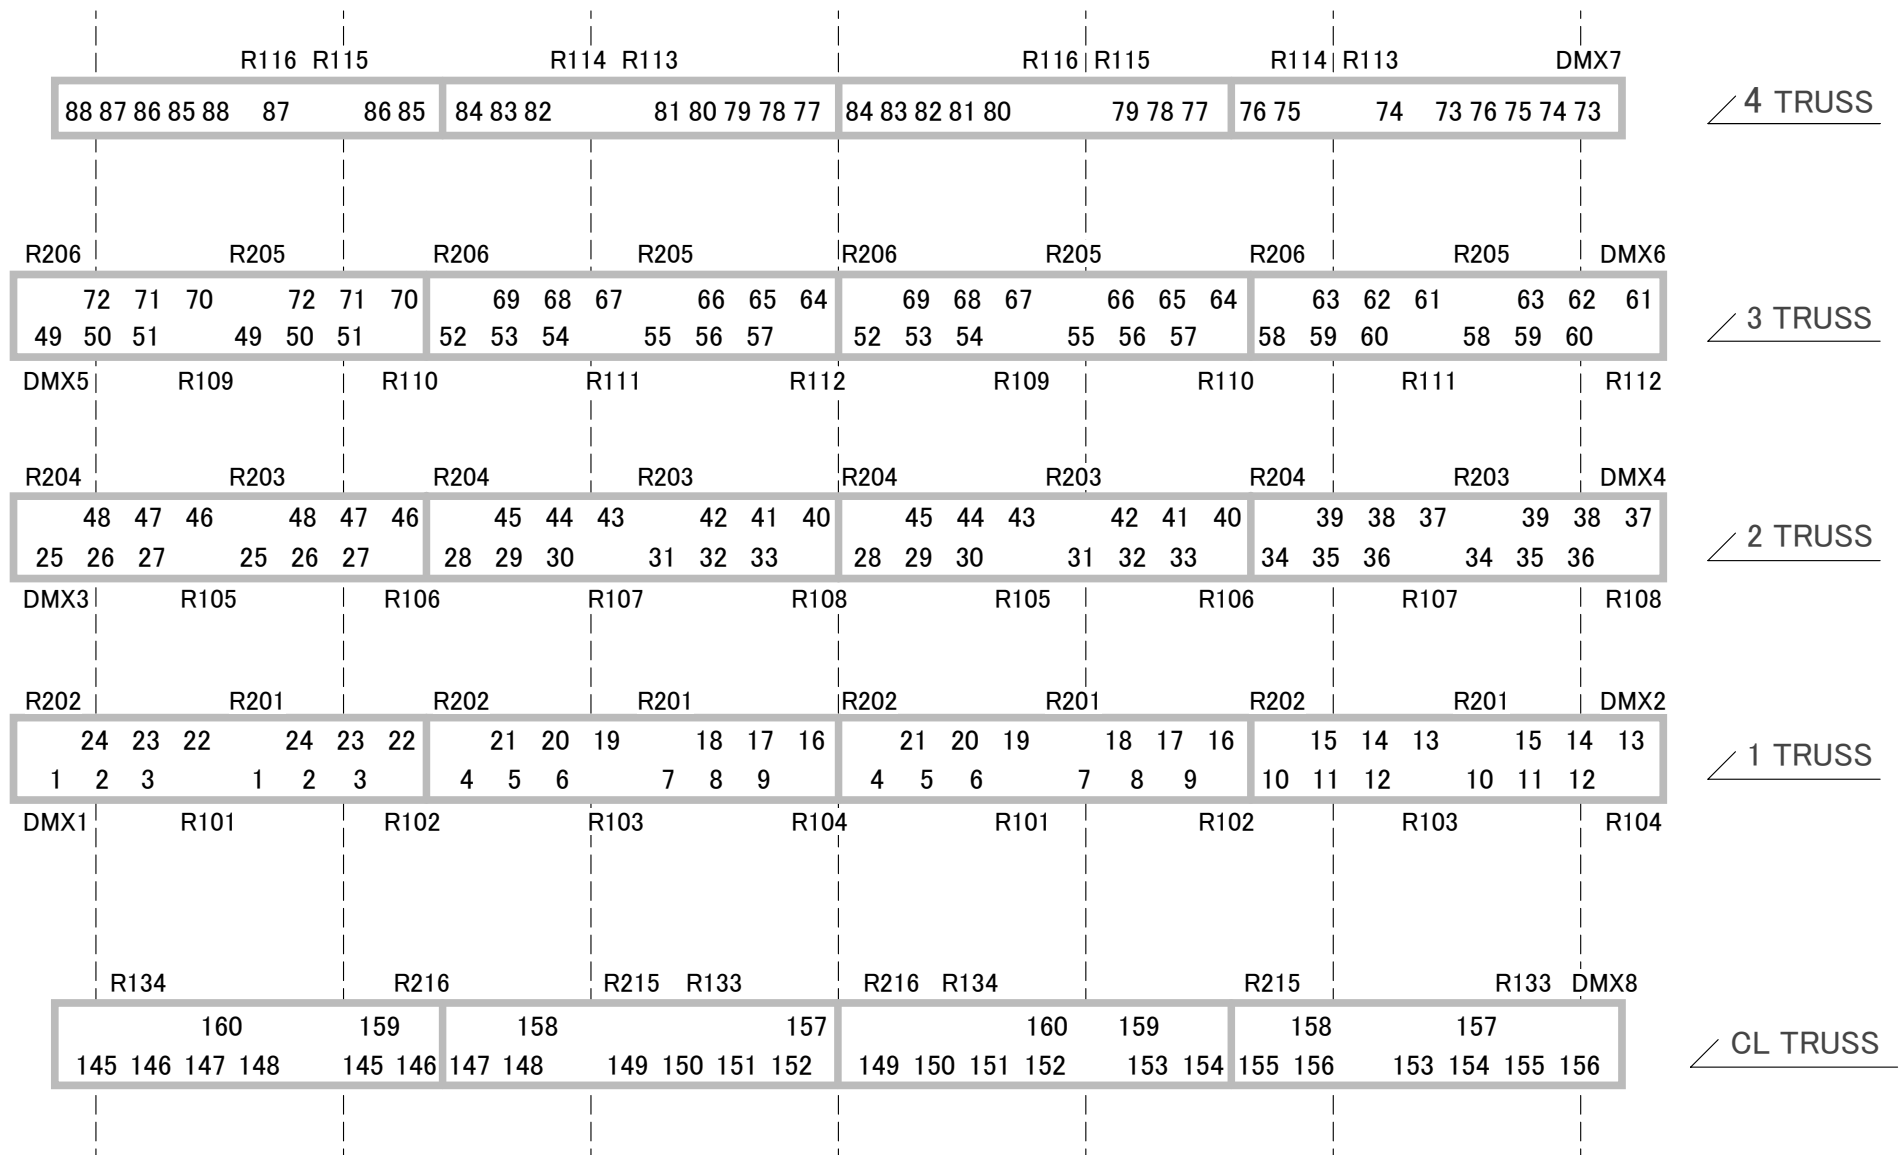 R116 R115 R114 R113 R116 R115 R114 R113 DMX7
88 87 86 85 88 87 86 85 84 83 82 81 80 79 78 77 84 83 82 81 80 79 78 77 76 75 74 73 76 75 74 73
4 TRUSS
R206 R205 R206 R205 R206 R205 R206 R205 DMX6
72 71 70 72 71 70 69 68 67 66 65 64 69 68 67 66 65 64 63 62 61 63 62 61
3 TRUSS
49 50 51 49 50 51 52 53 54 55 56 57 52 53 54 55 56 57 58 59 60 58 59 60
DMX5 R109 R110 R111 R112 R109 R110 R111 R112
R204 R203 R204 R203 R204 R203 R204 R203 DMX4
48 47 46 48 47 46 45 44 43 42 41 40 45 44 43 42 41 40 39 38 37 39 38 37
2 TRUSS
25 26 27 25 26 27 28 29 30 31 32 33 28 29 30 31 32 33 34 35 36 34 35 36
DMX3 R105 R106 R107 R108 R105 R106 R107 R108
R202 R201 R202 R201 R202 R201 R202 R201 DMX2
24 23 22 24 23 22 21 20 19 18 17 16 21 20 19 18 17 16 15 14 13 15 14 13
1 TRUSS
1 2 3 1 2 3 4 5 6 7 8 9 4 5 6 7 8 9 10 11 12 10 11 12
DMX1 R101 R102 R103 R104 R101 R102 R103 R104
R134 R216 R215 R133 R216 R134 R215 R133 DMX8
160 159 158 157 160 159 158 157
CL TRUSS
145 146 147 148 145 146 147 148 149 150 151 152 149 150 151 152 153 154 155 156 153 154 155 156